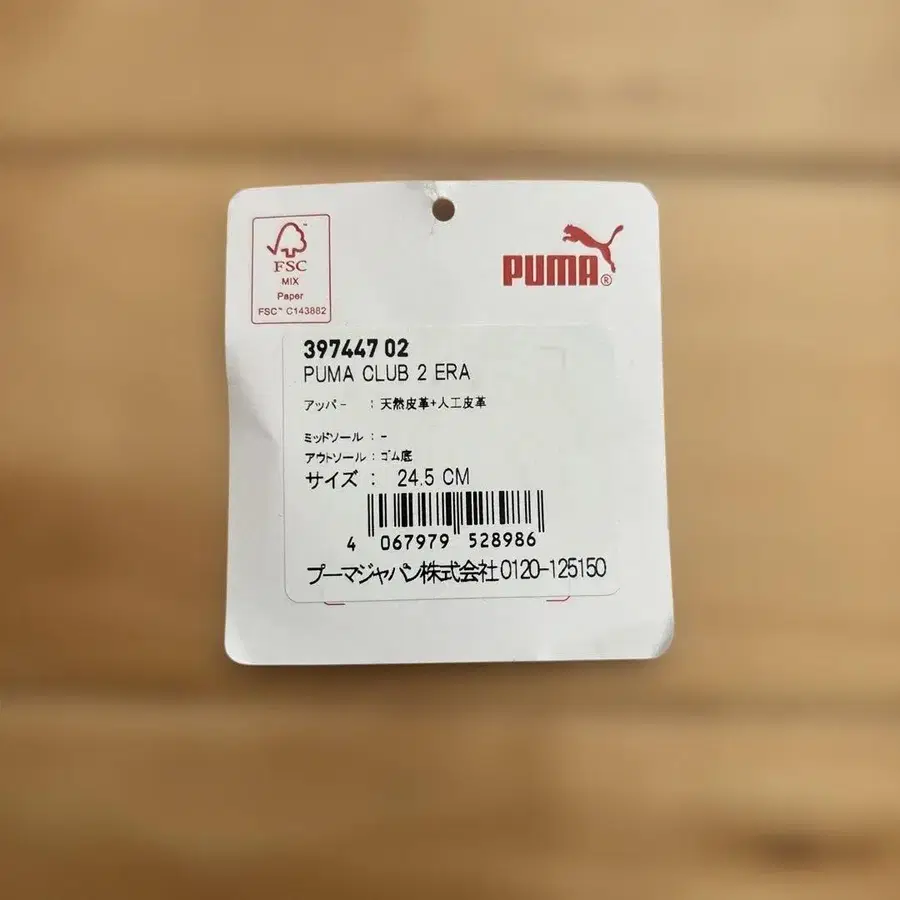 FSC™
MIX
Paper
FSC™ C143882
PUMA®
397447 02
PUMA CLUB 2 ERA
アッパー : 天然皮革+人工皮革
ミッドソール : -
アウトソール : ゴム底
サイズ : 24.5 CM
4 067979 528986
プーマジャパン株式会社0120-125150